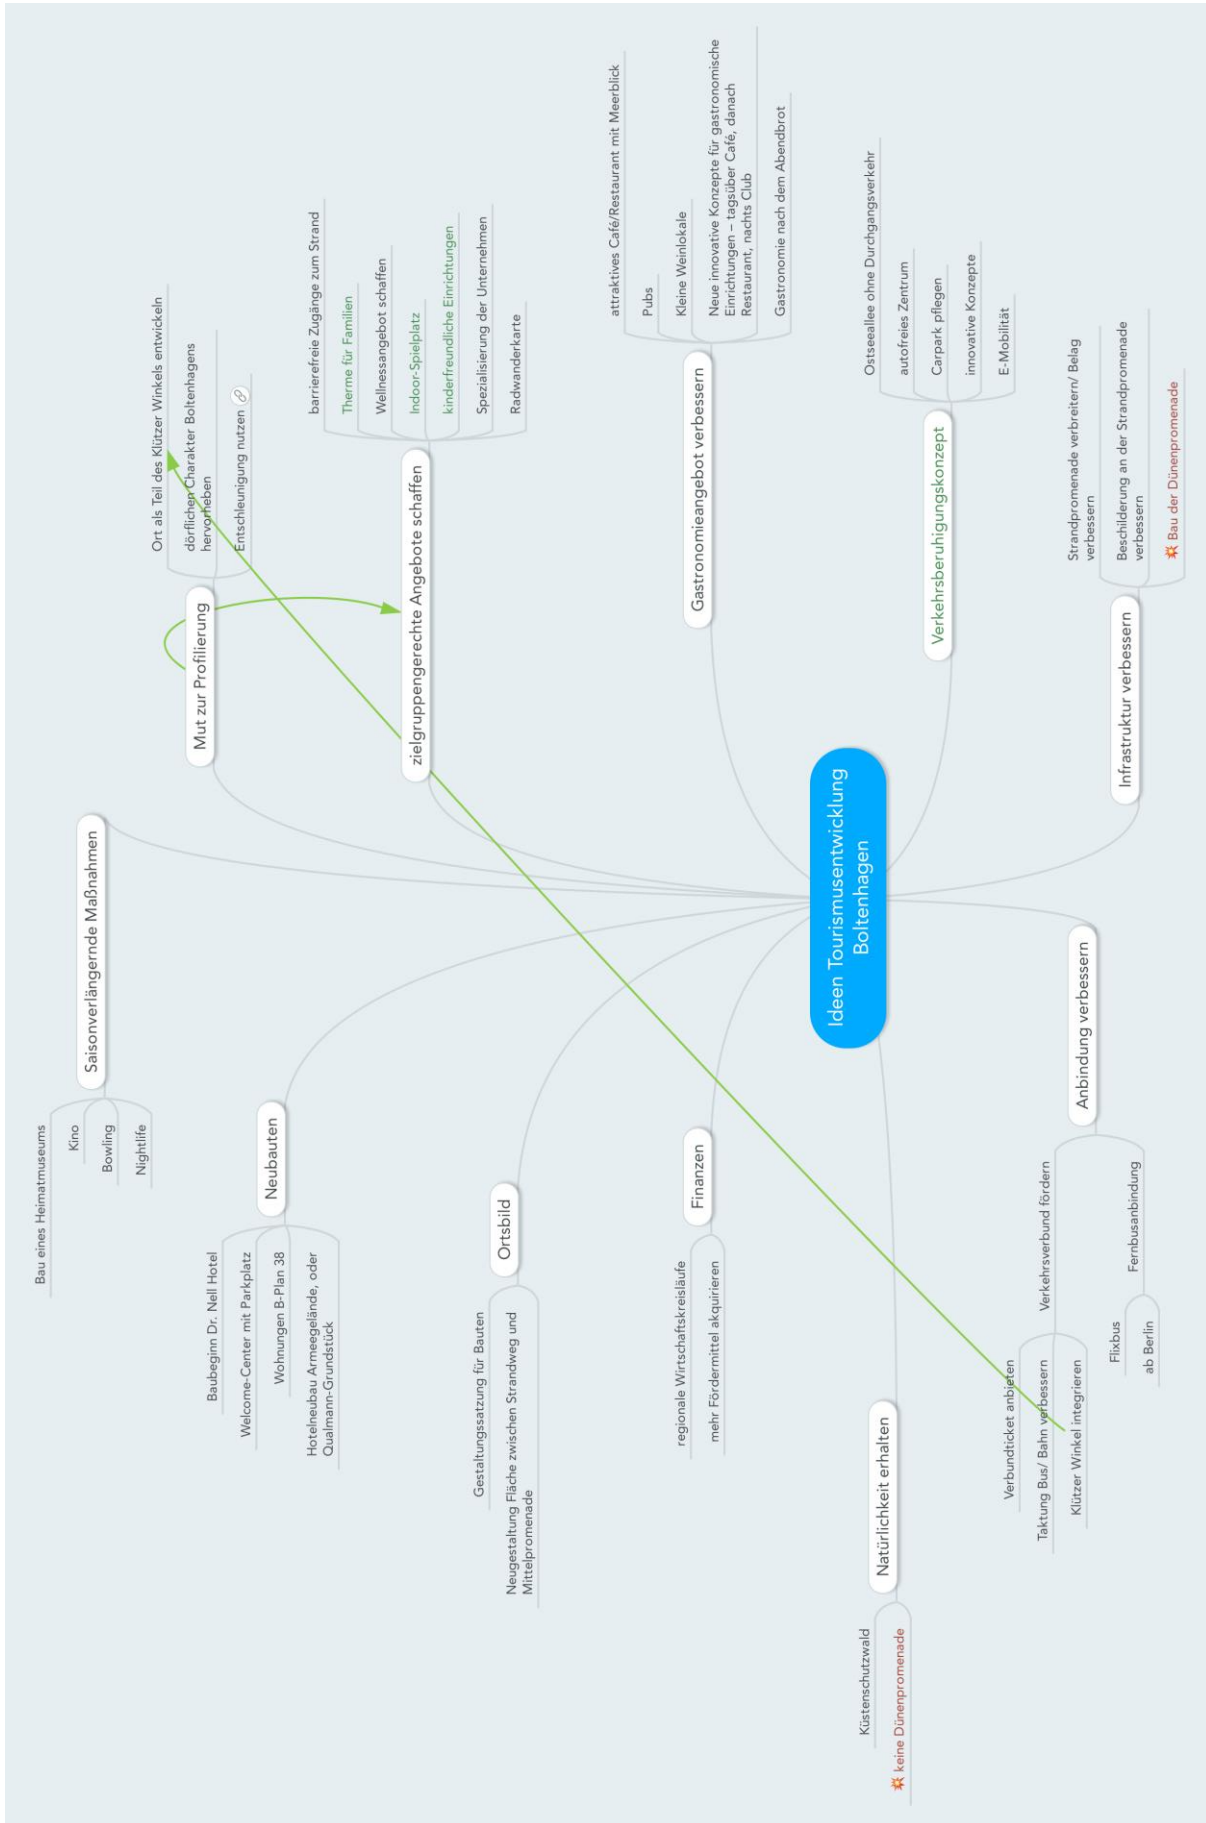 Ideen Tourismusentwicklung
Boltenhagen
Mut zur Profilierung
Ort als Teil des Klützer Winkels entwickeln
dörflichen Charakter Boltenhagens
hervorheben
Entschleunigung nutzen
zielgruppengerechte Angebote schaffen
barrierefreie Zugänge zum Strand
Therme für Familien
Wellnessangebot schaffen
Indoor-Spielplatz
kinderfreundliche Einrichtungen
Spezialisierung der Unternehmen
Radwanderkarte
Gastronomieangebot verbessern
attraktives Café/Restaurant mit Meerblick
Pubs
Kleine Weinlokale
Neue innovative Konzepte für gastronomische
Einrichtungen – tagsüber Café, danach
Restaurant, nachts Club
Gastronomie nach dem Abendbrot
Verkehrsberuhigungskonzept
Ostseeallee ohne Durchgangsverkehr
autofreies Zentrum
Carpark pflegen
innovative Konzepte
E-Mobilität
Infrastruktur verbessern
Strandpromenade verbreitern/ Belag
verbessern
Beschilderung an der Strandpromenade
verbessern
Bau der Dünenpromenade
Saisonverlängernde Maßnahmen
Bau eines Heimatmuseums
Kino
Bowling
Nightlife
Neubauten
Baubeginn Dr. Nell Hotel
Welcome-Center mit Parkplatz
Wohnungen B-Plan 38
Hotelneubau Armeegelände, oder
Qualmann-Grundstück
Ortsbild
Gestaltungssatzung für Bauten
Neugestaltung Fläche zwischen Strandweg und
Mittelpromenade
Finanzen
regionale Wirtschaftskreisläufe
mehr Fördermittel akquirieren
Natürlichkeit erhalten
Küstenschutzwald
keine Dünenpromenade
Anbindung verbessern
Verkehrsverbund fördern
Verbundticket anbieten
Taktung Bus/ Bahn verbessern
Klützer Winkel integrieren
Fernbusanbindung
Flixbus
ab Berlin